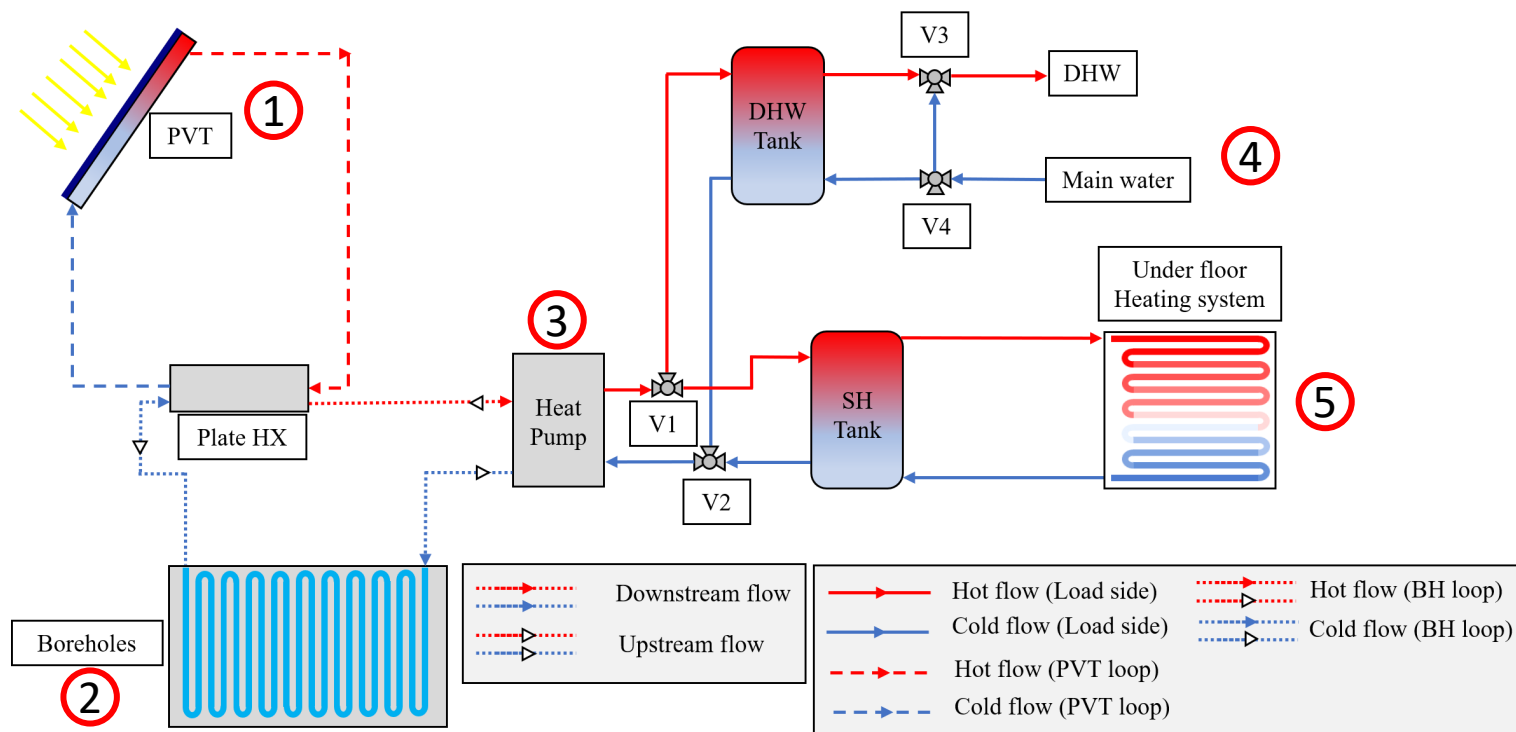 1
PVT
V3
DHW
DHW
Tank
4
Main water
V4
Under floor
Heating system
3
Heat
Pump
V1
SH
Tank
5
Plate HX
V2
Boreholes
2
Downstream flow
Upstream flow
Hot flow (Load side)
Cold flow (Load side)
Hot flow (PVT loop)
Cold flow (PVT loop)
Hot flow (BH loop)
Cold flow (BH loop)